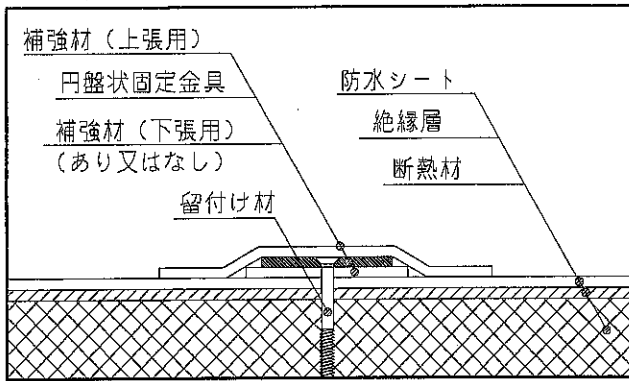 補強材（上張用）
円盤状固定金具
補強材（下張用）
（あり又はなし）
留付け材
防水シート
絶縁層
断熱材